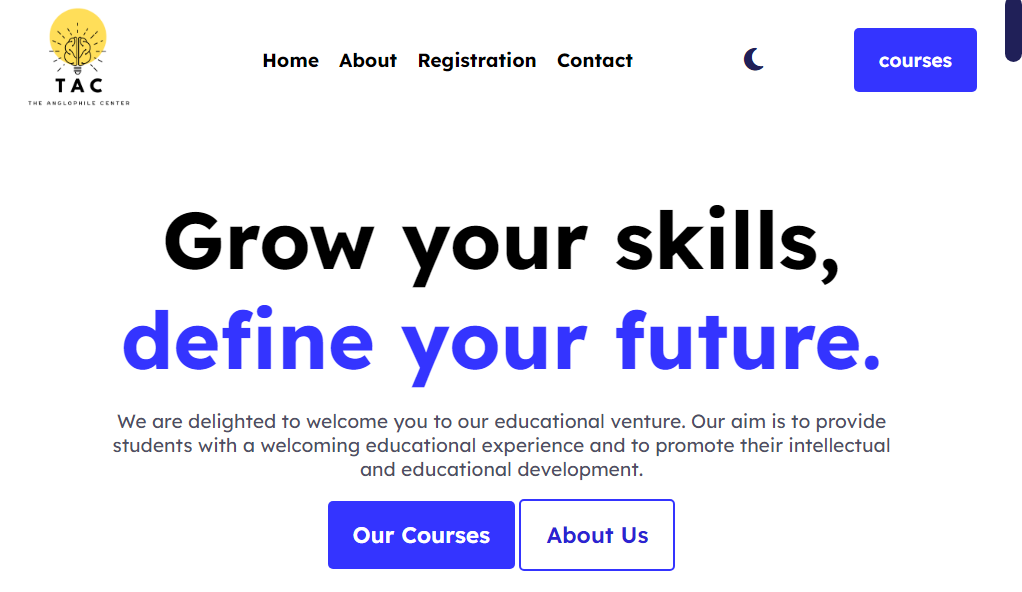 TAC
THE ANGLOPHILE CENTER
Home About Registration Contact
courses
Grow your skills,
define your future.
We are delighted to welcome you to our educational venture. Our aim is to provide
students with a welcoming educational experience and to promote their intellectual
and educational development.
Our Courses About Us